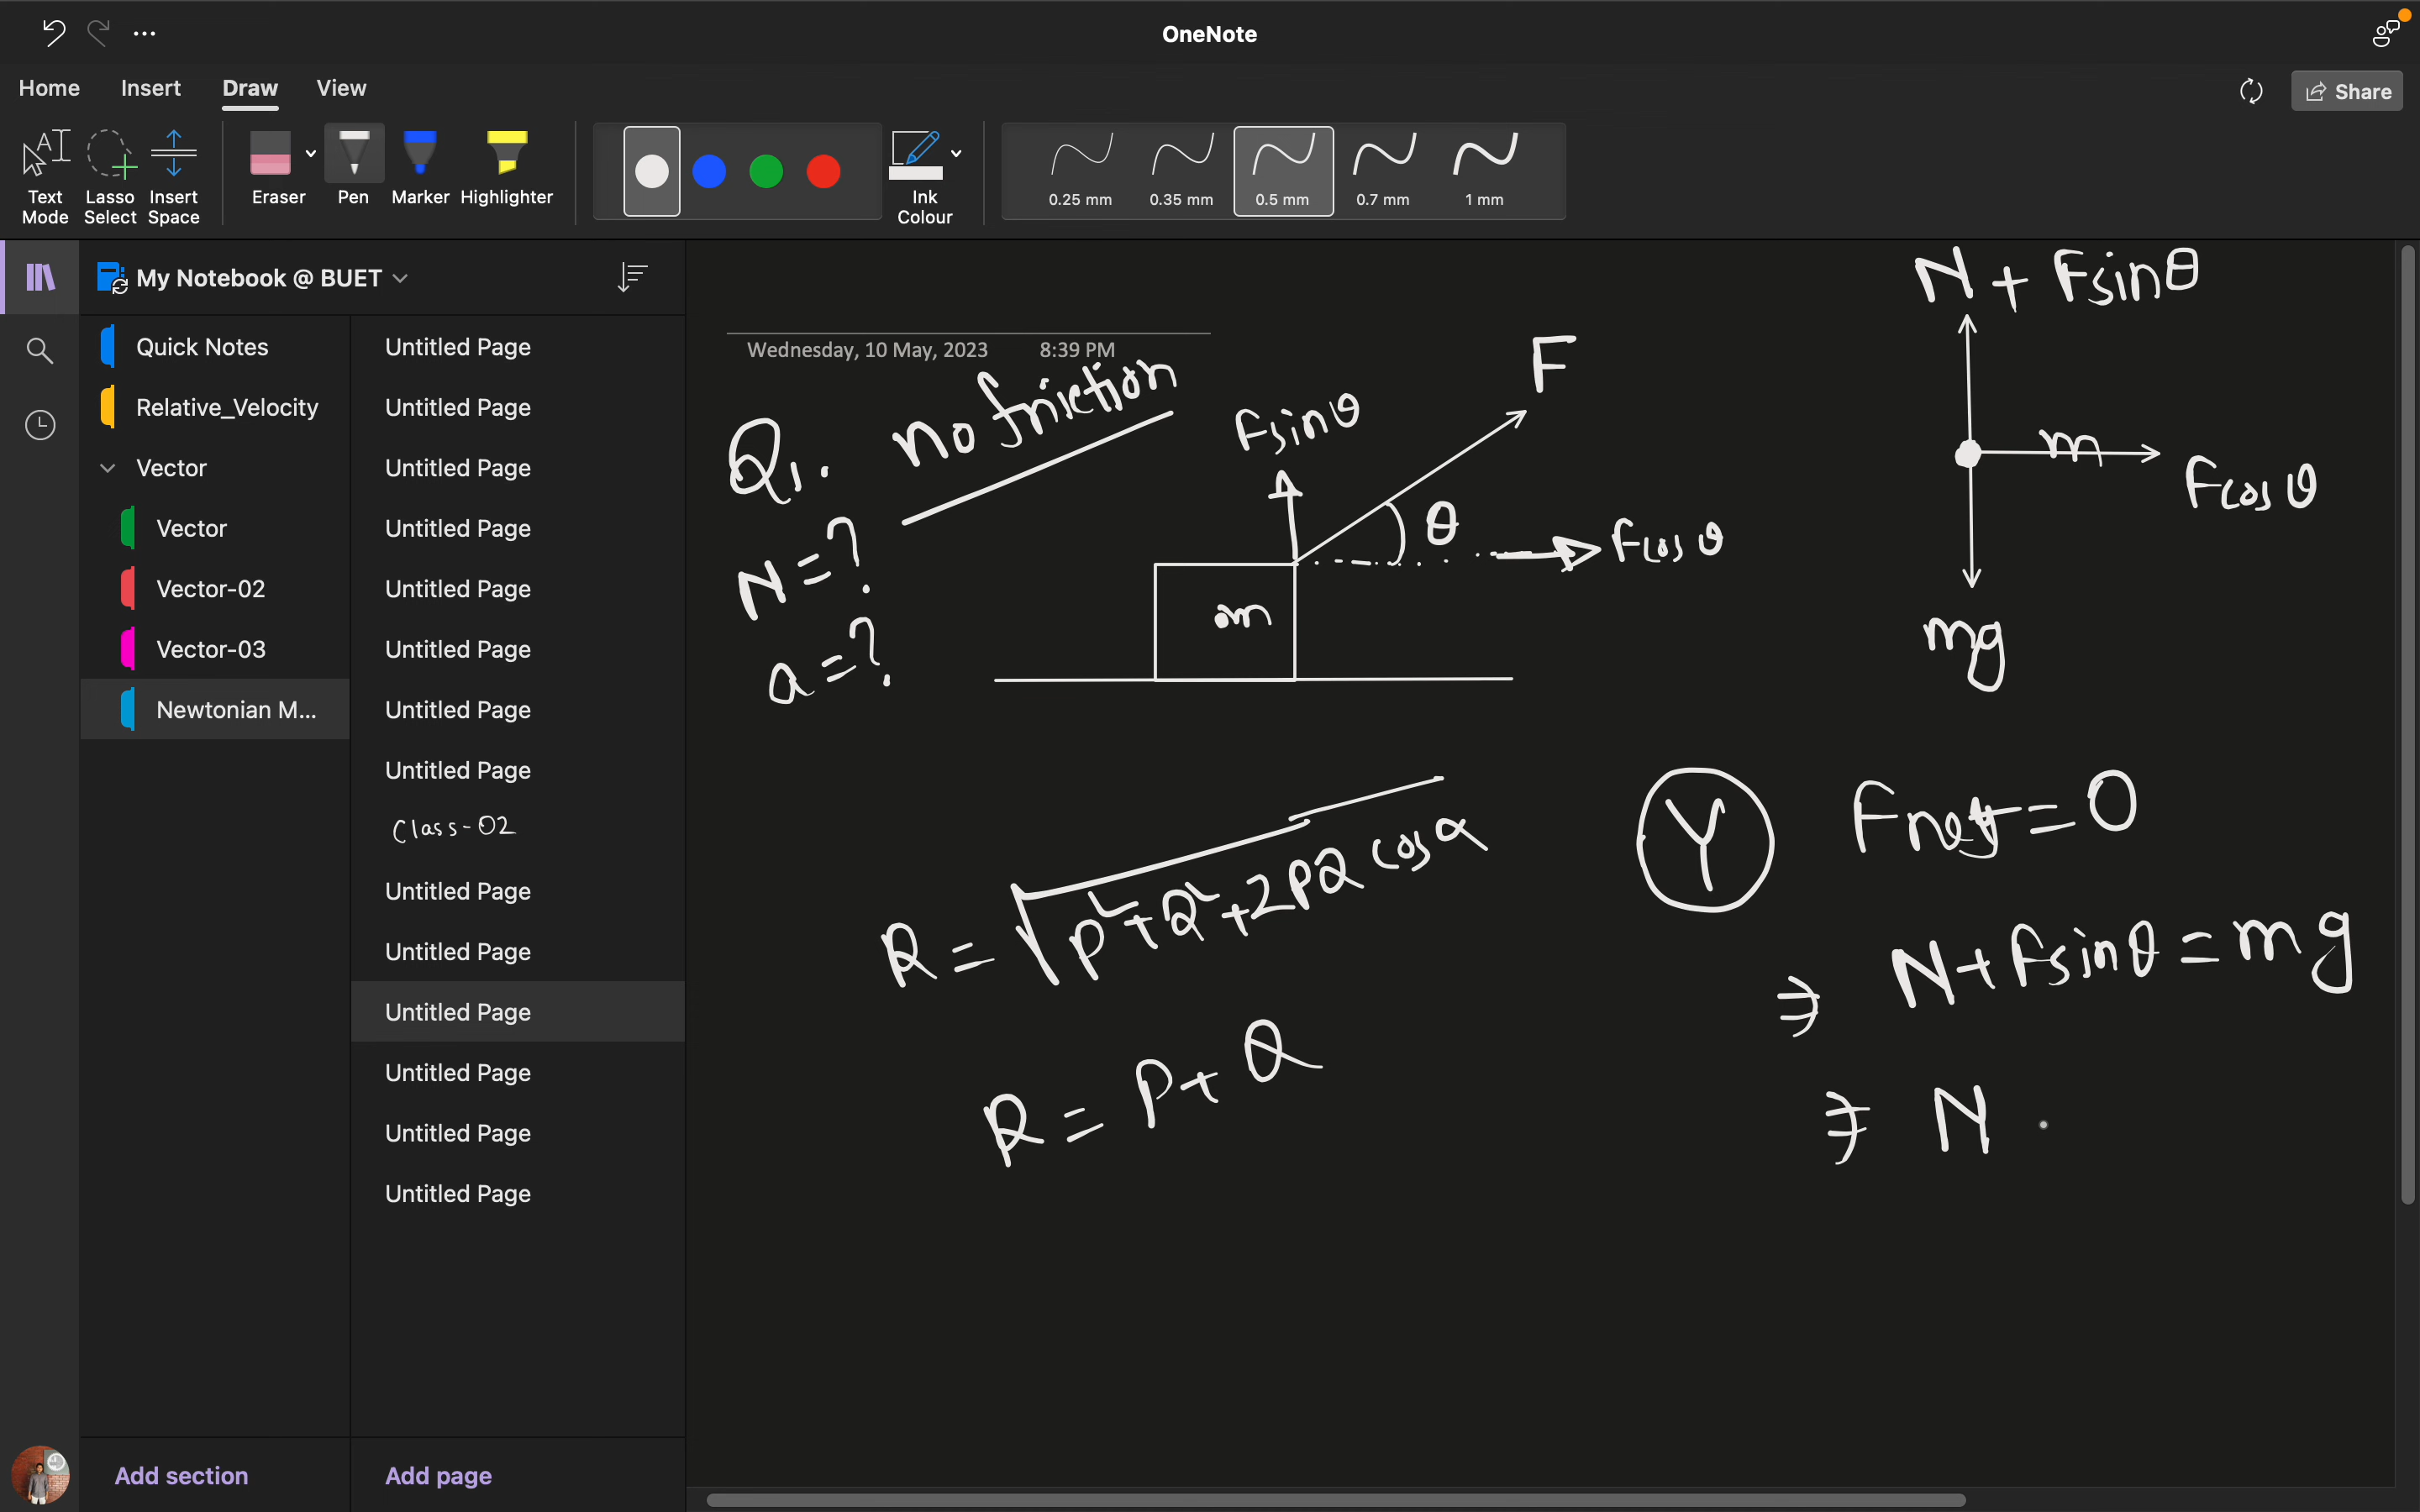 OneNote
Home Insert Draw View
Share
Text Mode
Lasso Select
Insert Space
Eraser
Pen
Marker
Highlighter
Ink Colour
0.25 mm
0.35 mm
0.5 mm
0.7 mm
1 mm
My Notebook @ BUET
Quick Notes
Relative_Velocity
Vector
Vector
Vector-02
Vector-03
Newtonian M...
Add section
Untitled Page
Untitled Page
Untitled Page
Untitled Page
Untitled Page
Untitled Page
Untitled Page
Untitled Page
Class-02
Untitled Page
Untitled Page
Untitled Page
Untitled Page
Untitled Page
Untitled Page
Add page
Wednesday, 10 May, 2023 8:39 PM
Q1. no friction
N=?
a=?
F
Fsinθ
θ
Fcosθ
m
N + Fsinθ
m
Fcosθ
mg
R = √P²+Q²+2PQ cosα
R = P+Q
Y Fnet=0
⇒ N+Fsinθ=mg
⇒ N